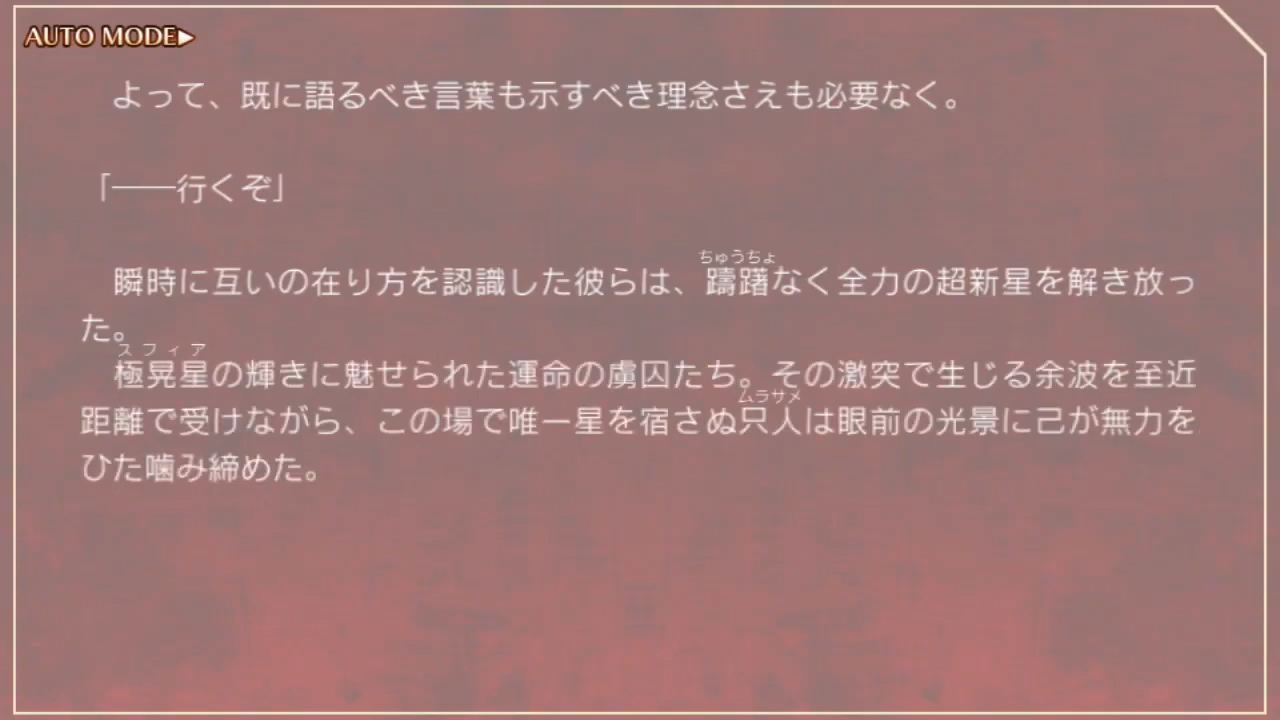 AUTO MODE▶
よって、既に語るべき言葉も示すべき理念さえも必要なく。
「──行くぞ」
ちゅうちょ
瞬時に互いの在り方を認識した彼らは、躊躇なく全力の超新星を解き放っ
た。
スフィア
極晃星の輝きに魅せられた運命の虜囚たち。その激突で生じる余波を至近
ムラサメ
距離で受けながら、この場で唯一星を宿さぬ只人は眼前の光景に己が無力を
ひた噛み締めた。